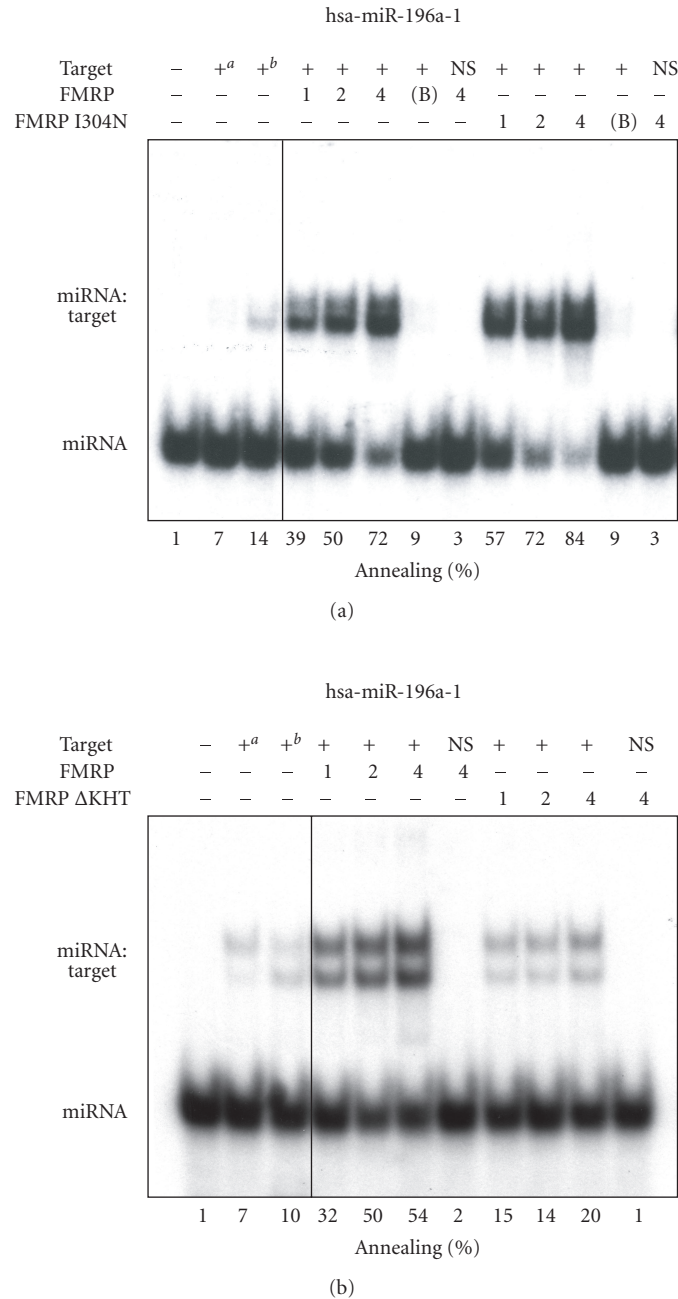 hsa-miR-196a-1
Target − +a +b + + + + NS + + + + NS
FMRP − − − 1 2 4 (B) 4 − − − − −
FMRP I304N − − − − − − − − 1 2 4 (B) 4
miRNA:
target
miRNA
1 7 14 39 50 72 9 3 57 72 84 9 3
Annealing (%)
(a)
hsa-miR-196a-1
Target − +a +b + + + NS + + + NS
FMRP − − − 1 2 4 4 − − − −
FMRP ΔKHT − − − − − − − 1 2 4 4
miRNA:
target
miRNA
1 7 10 32 50 54 2 15 14 20 1
Annealing (%)
(b)